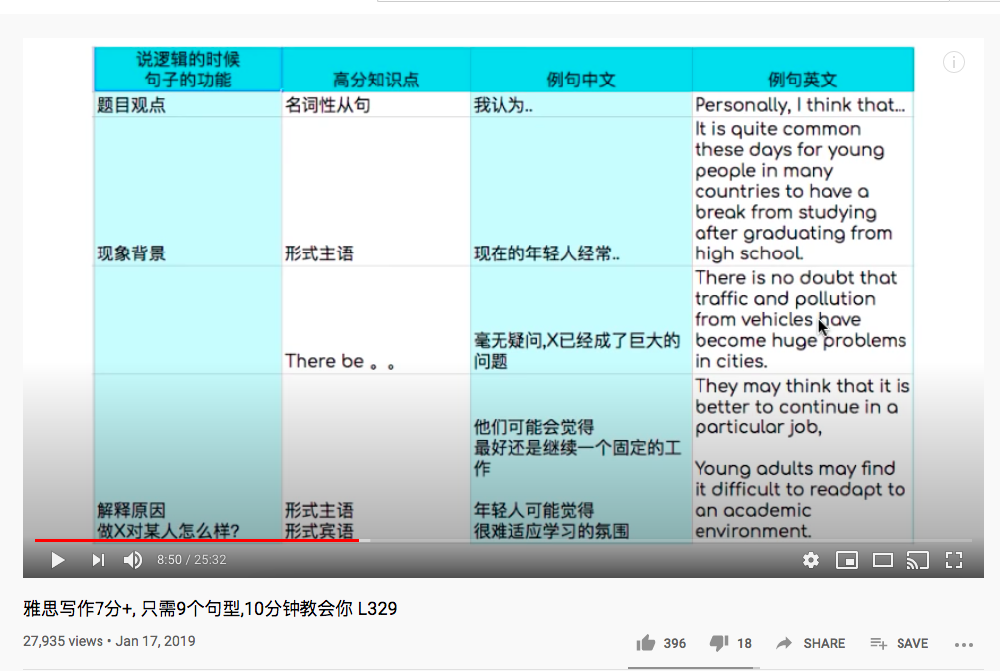 说逻辑的时候
句子的功能
高分知识点
例句中文
例句英文
题目观点
名词性从句
我认为..
Personally, I think that...
现象背景
形式主语
现在的年轻人经常..
It is quite common
these days for young
people in many
countries to have a
break from studying
after graduating from
high school.
There be 。。
毫无疑问,X已经成了巨大的
问题
There is no doubt that
traffic and pollution
from vehicles have
become huge problems
in cities.
解释原因
做X对某人怎么样?
形式主语
形式宾语
他们可能会觉得
最好还是继续一个固定的工
作
年轻人可能觉得
很难适应学习的氛围
They may think that it is
better to continue in a
particular job,
Young adults may find
it difficult to readapt to
an academic
environment.
8:50 / 25:32
雅思写作7分+, 只需9个句型,10分钟教会你 L329
27,935 views • Jan 17, 2019
396
18
SHARE
SAVE